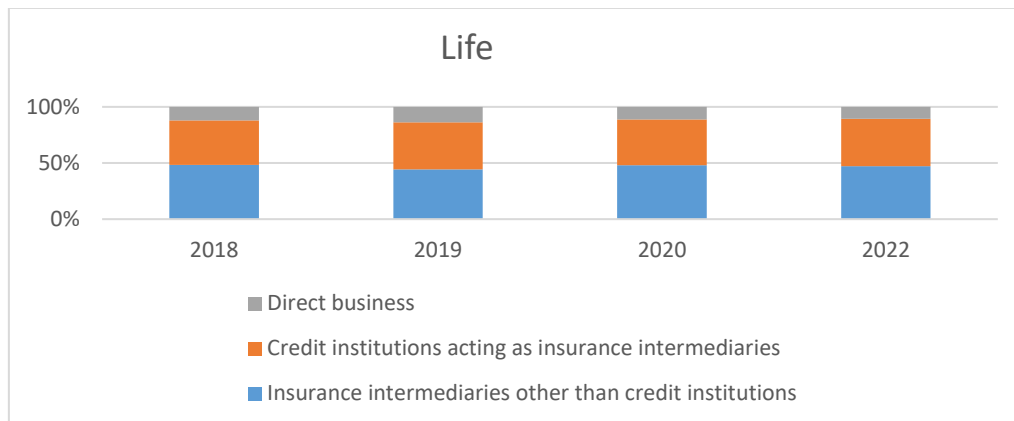 Life
100%
50%
0%
2018 2019 2020 2022
Direct business
Credit institutions acting as insurance intermediaries
Insurance intermediaries other than credit institutions